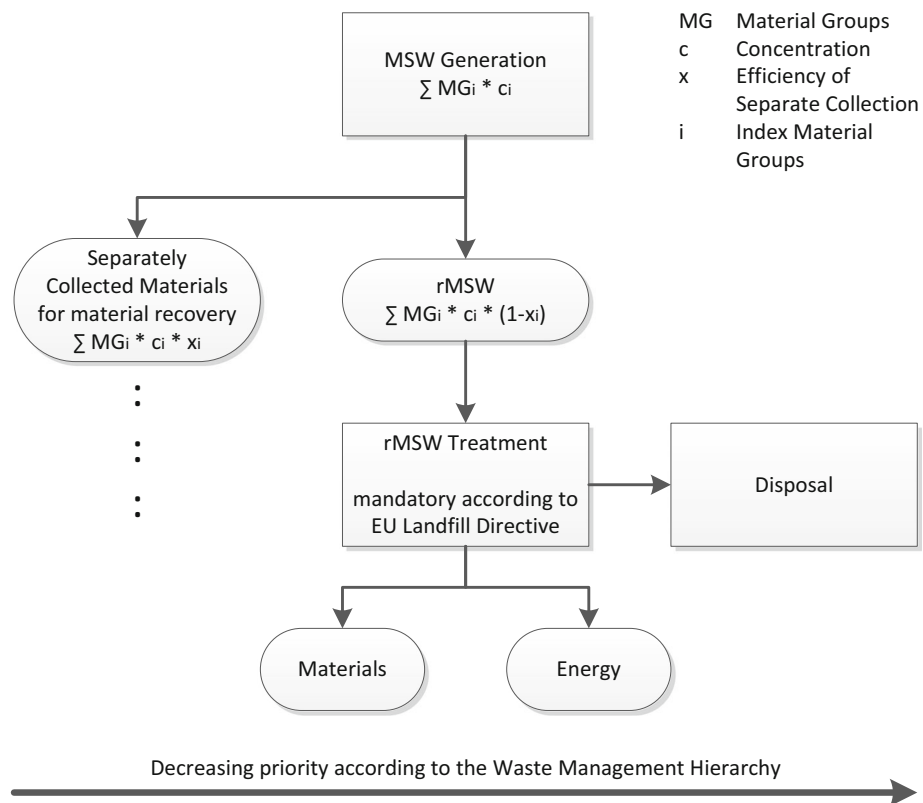 MSW Generation
∑ MGi * ci
MG Material Groups
c Concentration
x Efficiency of
Separate Collection
i Index Material
Groups
Separately
Collected Materials
for material recovery
∑ MGi * ci * xi
rMSW
∑ MGi * ci * (1-xi)
rMSW Treatment
mandatory according to
EU Landfill Directive
Disposal
Materials
Energy
Decreasing priority according to the Waste Management Hierarchy